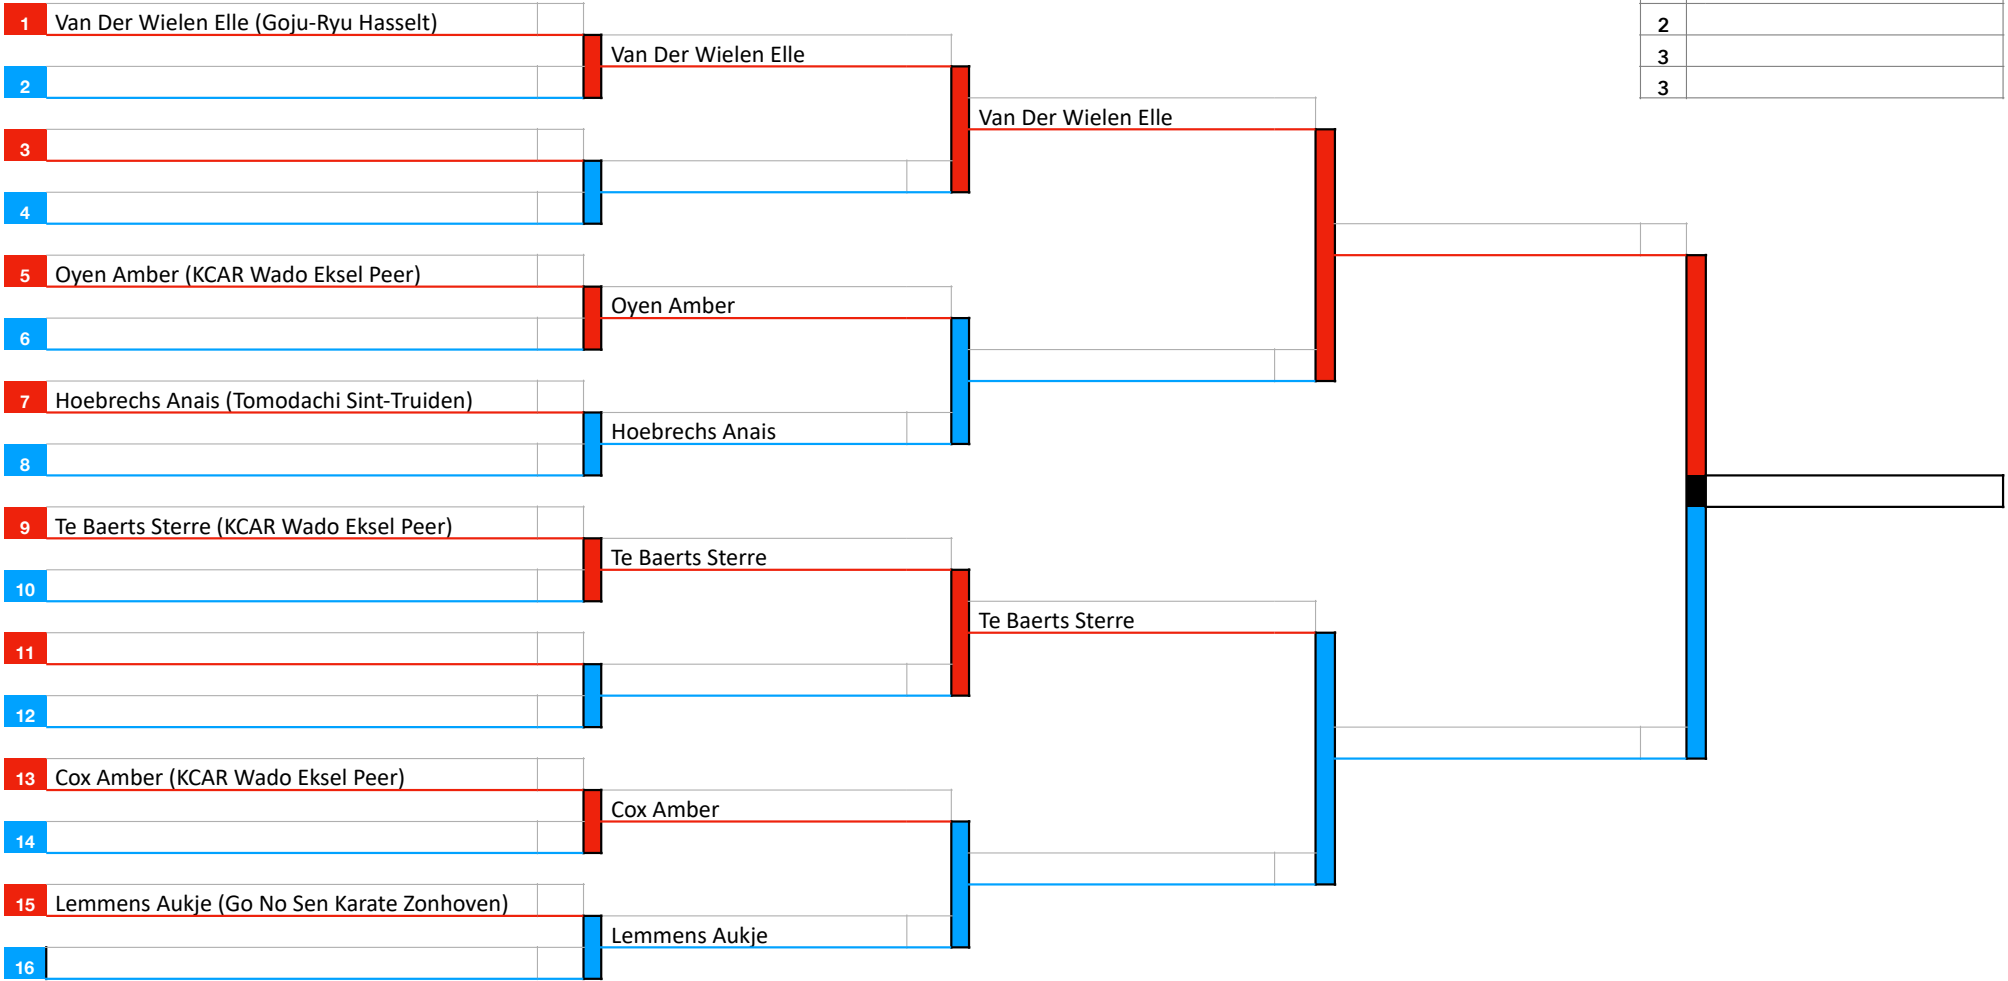 1 Van Der Wielen Elle (Goju-Ryu Hasselt)
2
Van Der Wielen Elle
2
3
3
Van Der Wielen Elle
3
4
5 Oyen Amber (KCAR Wado Eksel Peer)
Oyen Amber
6
7 Hoebrechs Anais (Tomodachi Sint-Truiden)
Hoebrechs Anais
8
9 Te Baerts Sterre (KCAR Wado Eksel Peer)
Te Baerts Sterre
10
Te Baerts Sterre
11
12
13 Cox Amber (KCAR Wado Eksel Peer)
Cox Amber
14
15 Lemmens Aukje (Go No Sen Karate Zonhoven)
Lemmens Aukje
16